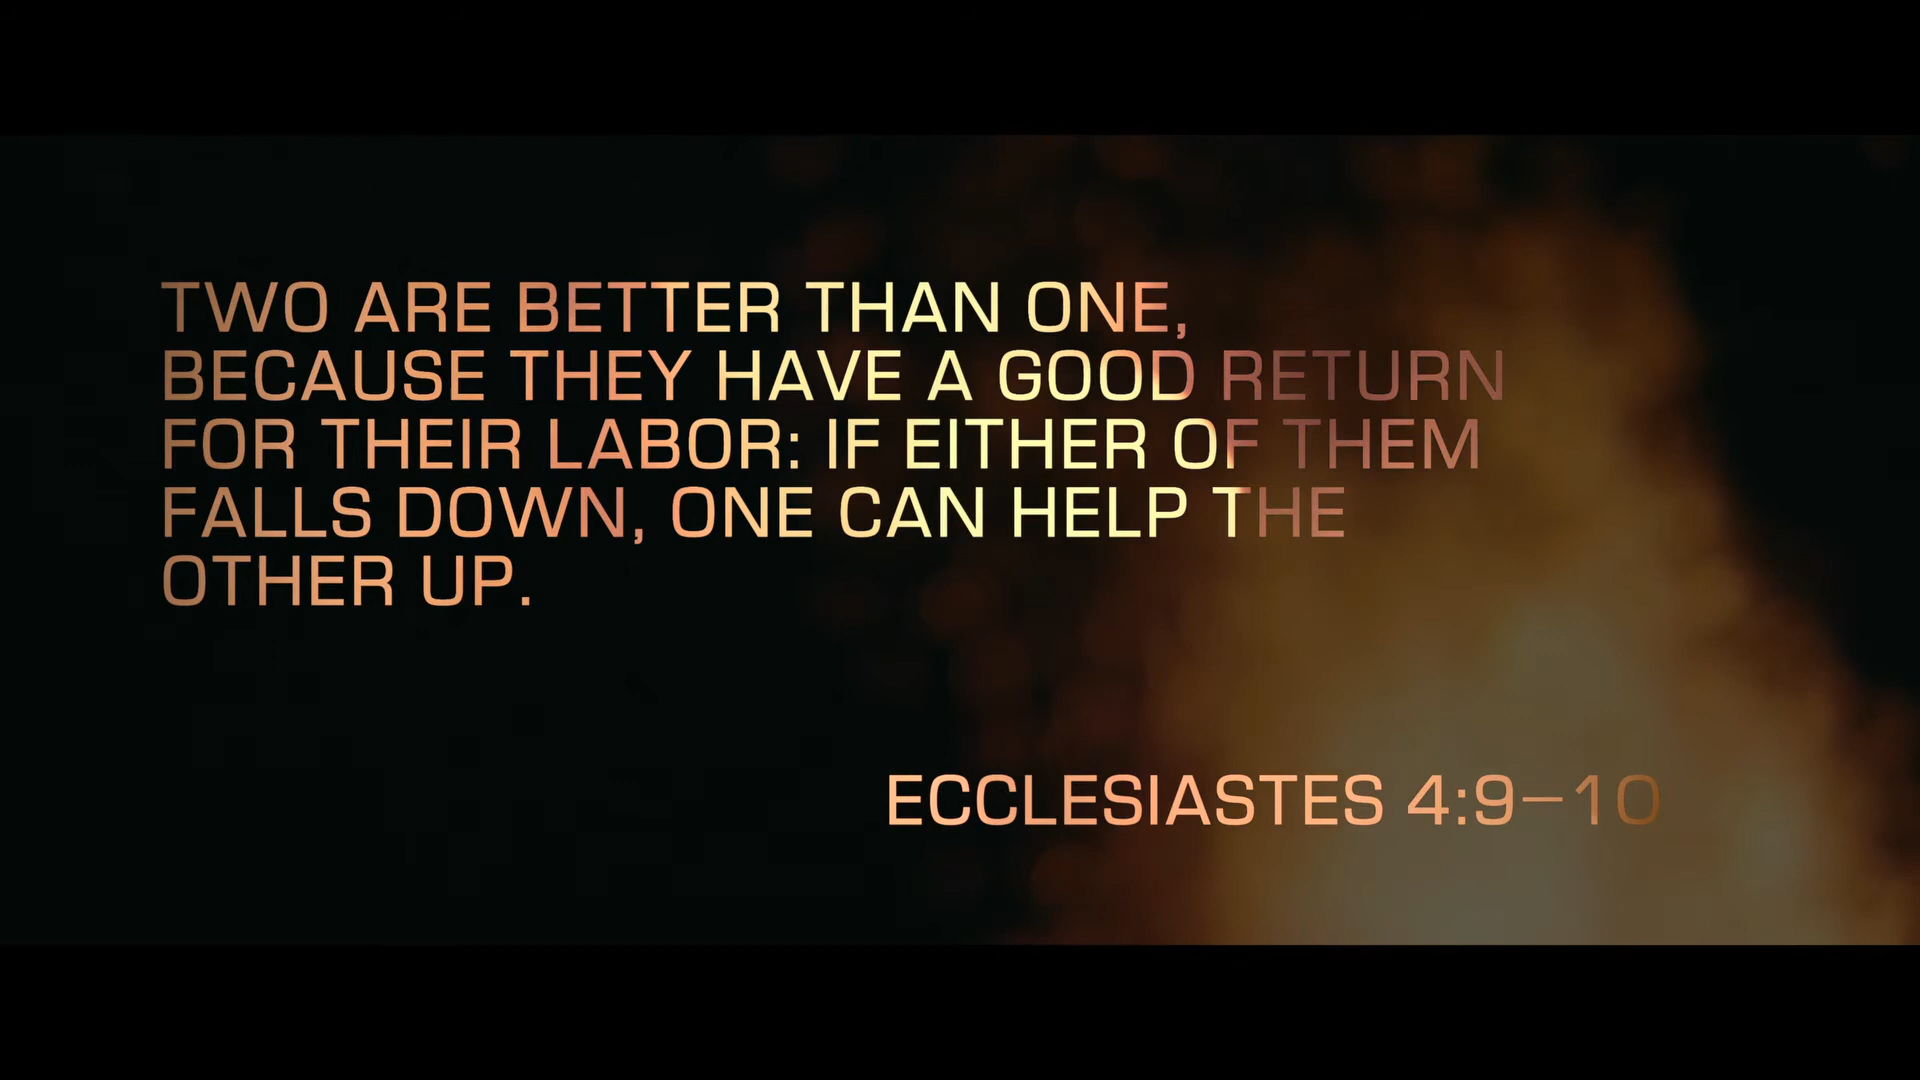 TWO ARE BETTER THAN ONE,
BECAUSE THEY HAVE A GOOD RETURN
FOR THEIR LABOR: IF EITHER OF THEM
FALLS DOWN, ONE CAN HELP THE
OTHER UP.
ECCLESIASTES 4:9–10